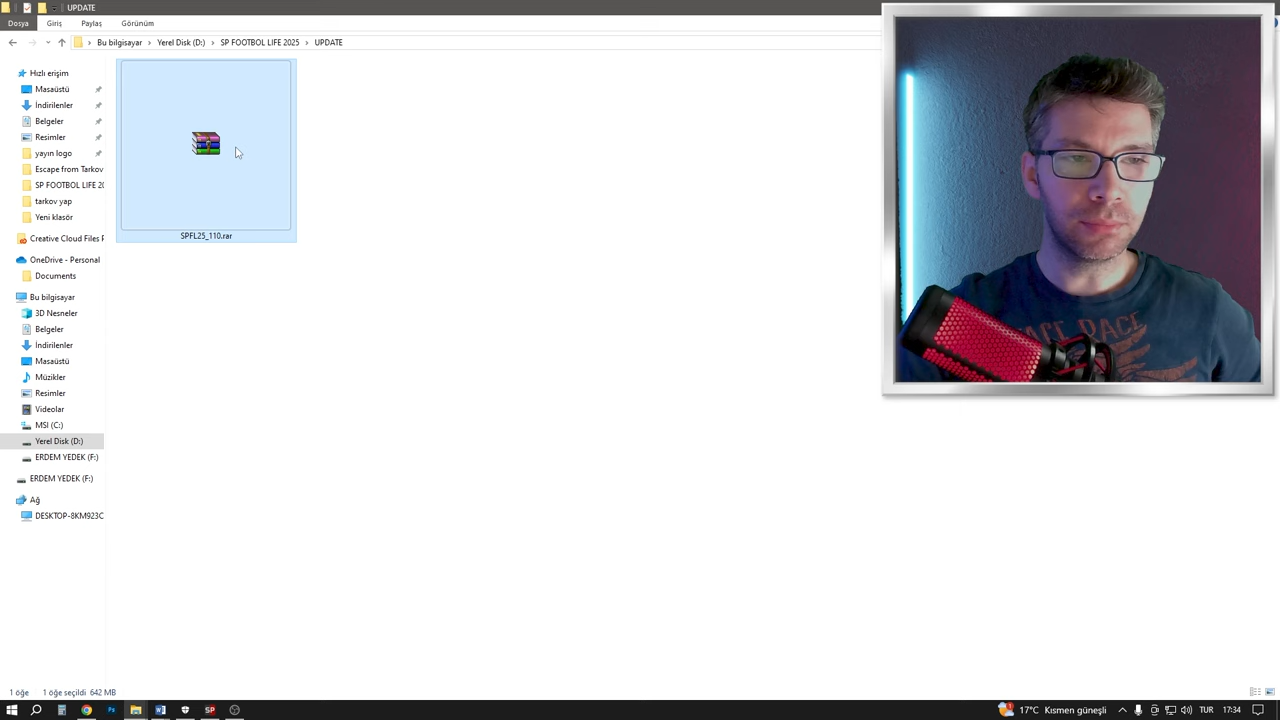 UPDATE
Dosya Giriş Paylaş Görünüm
Bu bilgisayar > Yerel Disk (D:) > SP FOOTBOL LIFE 2025 > UPDATE
Hızlı erişim
Masaüstü
İndirilenler
Belgeler
Resimler
yayın logo
Escape from Tarkov
SP FOOTBOL LIFE 20
tarkov yap
Yeni klasör
Creative Cloud Files F
OneDrive - Personal
Documents
Bu bilgisayar
3D Nesneler
Belgeler
İndirilenler
Masaüstü
Müzikler
Resimler
Videolar
MSI (C:)
Yerel Disk (D:)
ERDEM YEDEK (F:)
ERDEM YEDEK (F:)
Ağ
DESKTOP-8KM923C
SPFL25_110.rar
1 öğe 1 öğe seçildi 642 MB
1 17°C Kısmen güneşli TUR 17:34